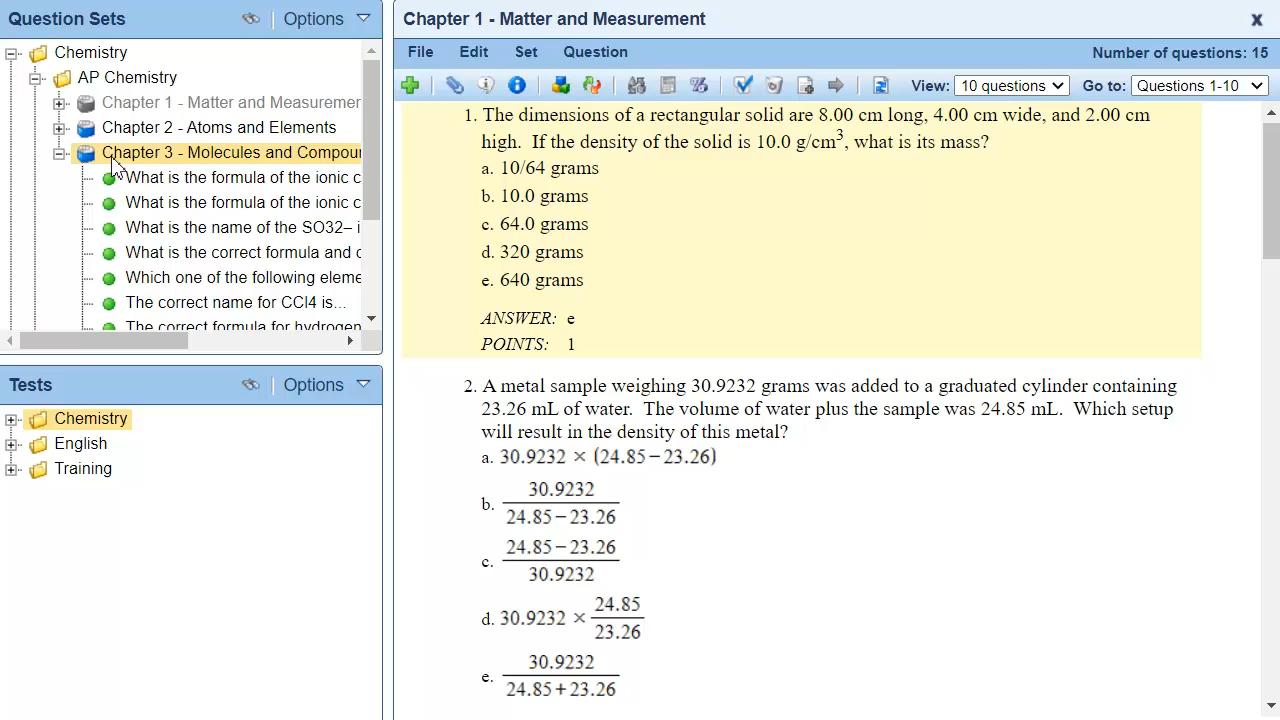 Question Sets
Options
Chemistry
AP Chemistry
Chapter 1 - Matter and Measuremer
Chapter 2 - Atoms and Elements
Chapter 3 - Molecules and Compour
What is the formula of the ionic c
What is the formula of the ionic c
What is the name of the SO32– i
What is the correct formula and c
Which one of the following eleme
The correct name for CCl4 is...
The correct formula for hydrogen
Tests
Options
Chemistry
English
Training
Chapter 1 - Matter and Measurement
x
File Edit Set Question
Number of questions: 15
View: 10 questions Go to: Questions 1-10
1. The dimensions of a rectangular solid are 8.00 cm long, 4.00 cm wide, and 2.00 cm
high. If the density of the solid is 10.0 g/cm³, what is its mass?
a. 10/64 grams
b. 10.0 grams
c. 64.0 grams
d. 320 grams
e. 640 grams
ANSWER: e
POINTS: 1
2. A metal sample weighing 30.9232 grams was added to a graduated cylinder containing
23.26 mL of water. The volume of water plus the sample was 24.85 mL. Which setup
will result in the density of this metal?
a. 30.9232 × (24.85 − 23.26)
30.9232
b.
24.85 − 23.26
24.85 − 23.26
c.
30.9232
24.85
d. 30.9232 ×
23.26
30.9232
e.
24.85 + 23.26